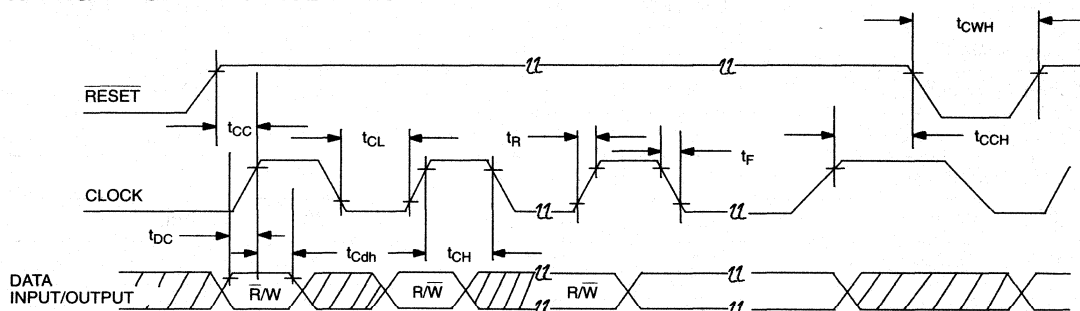 tCWH
RESET
tCC
tCL
tR
tF
tCCH
CLOCK
tDC
tCdh
tCH
DATA
INPUT/OUTPUT
R̅/W
R/W̅
R/W̅